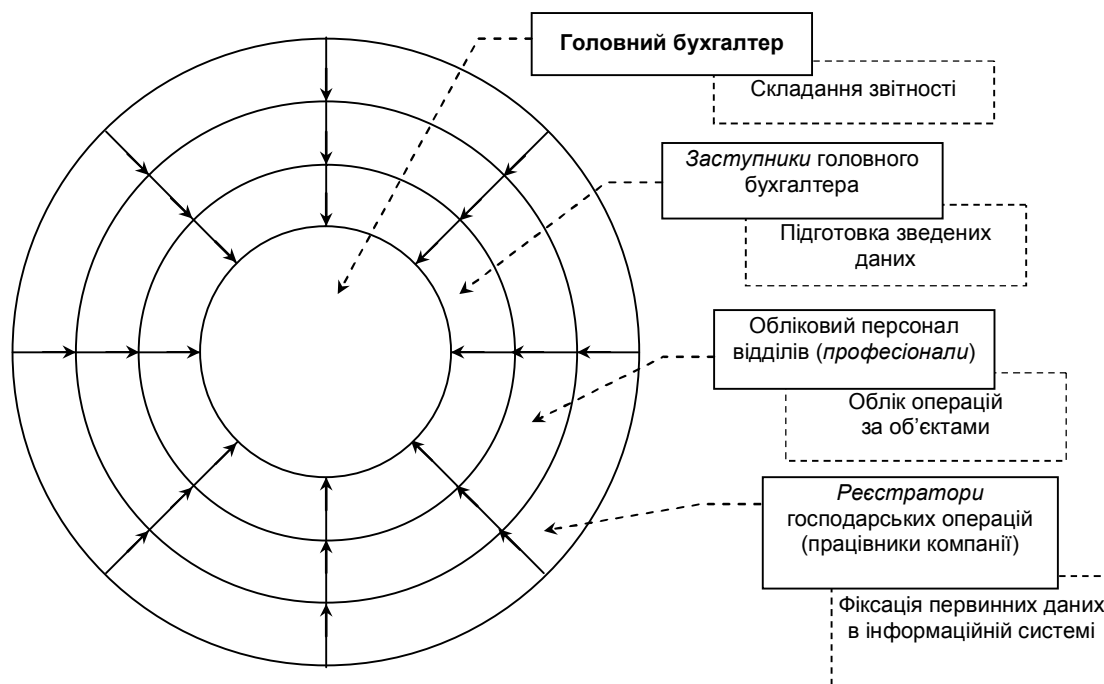 Головний бухгалтер
Складання звітності
Заступники головного
бухгалтера
Підготовка зведених
даних
Обліковий персонал
відділів (професіонали)
Облік операцій
за об’єктами
Реєстратори
господарських операцій
(працівники компанії)
Фіксація первинних даних
в інформаційній системі